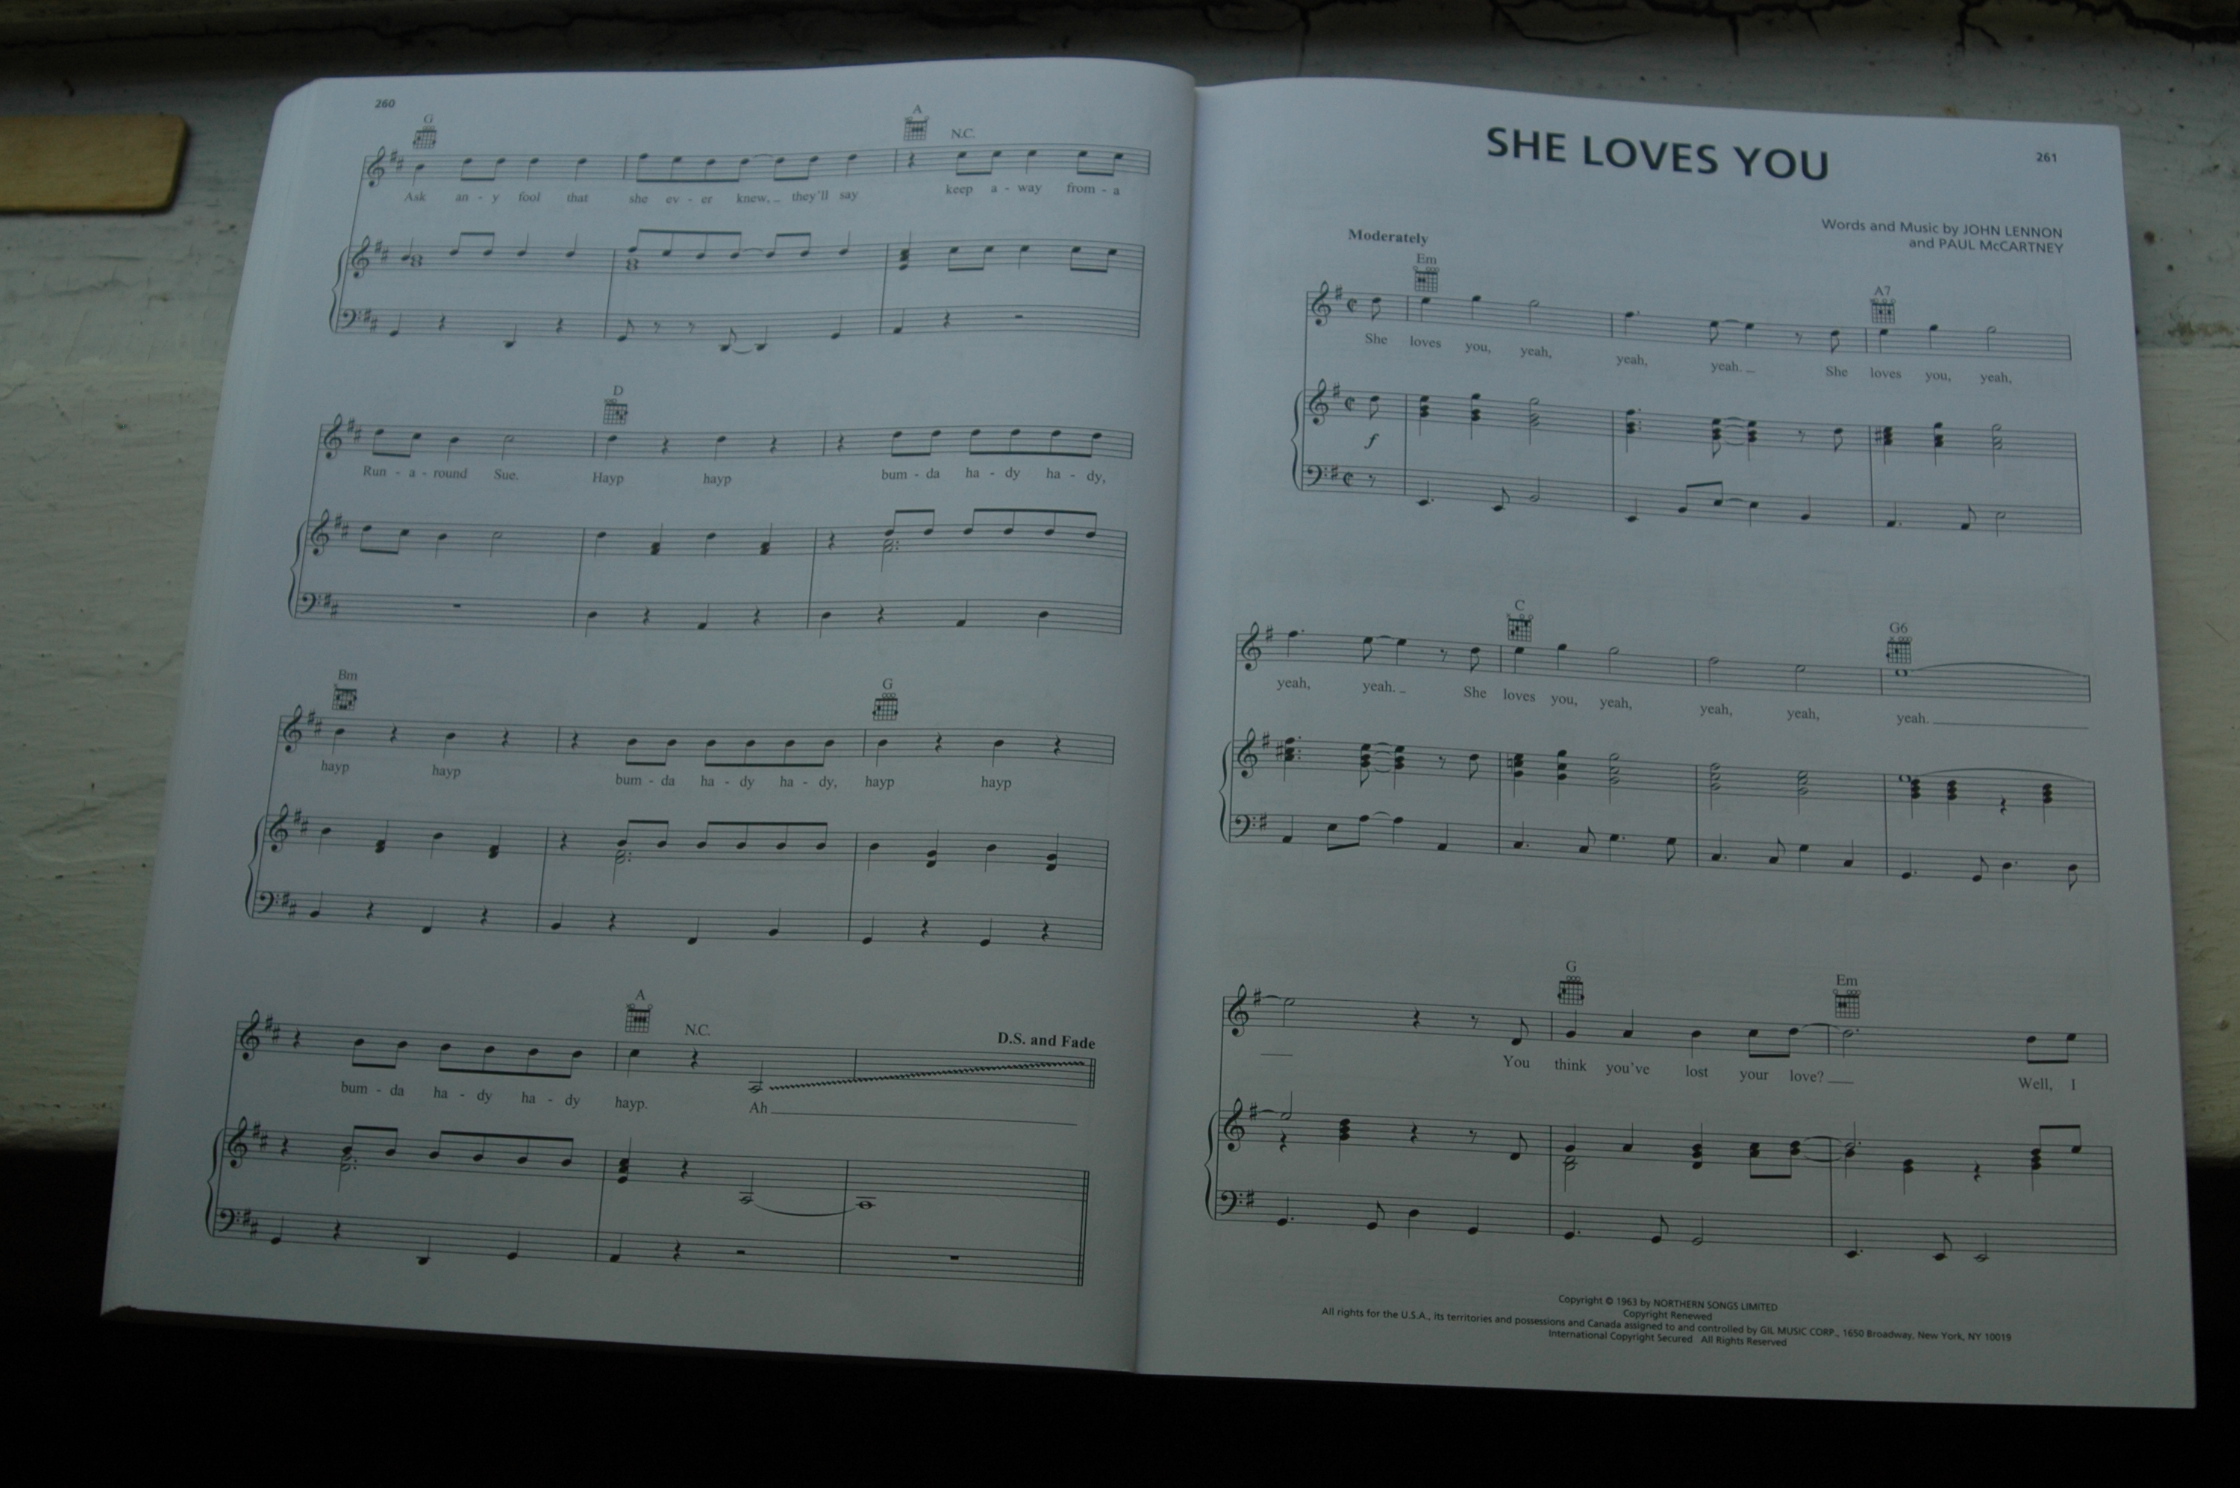 260
G
A
N.C.
Ask an - y fool that she ev - er knew, they'll say keep a - way from - a
D
Run - a - round Sue. Hayp hayp bum - da ha - dy ha - dy,
Bm
G
hayp hayp bum - da ha - dy ha - dy, hayp hayp
A
N.C.
D.S. and Fade
bum - da ha - dy ha - dy hayp. Ah
SHE LOVES YOU
261
Words and Music by JOHN LENNON
and PAUL McCARTNEY
Moderately
Em
A7
She loves you, yeah, yeah, yeah. She loves you, yeah,
f
C
G6
yeah, yeah. She loves you, yeah, yeah, yeah, yeah.
G
Em
You think you've lost your love? Well, I
Copyright © 1963 by NORTHERN SONGS LIMITED
Copyright Renewed
All rights for the U.S.A., its territories and possessions and Canada assigned to and controlled by GIL MUSIC CORP., 1650 Broadway, New York, NY 10019
International Copyright Secured All Rights Reserved